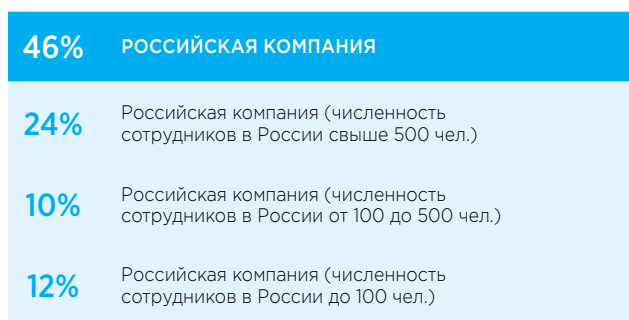 46% РОССИЙСКАЯ КОМПАНИЯ
24% Российская компания (численность
сотрудников в России свыше 500 чел.)
10% Российская компания (численность
сотрудников в России от 100 до 500 чел.)
12% Российская компания (численность
сотрудников в России до 100 чел.)